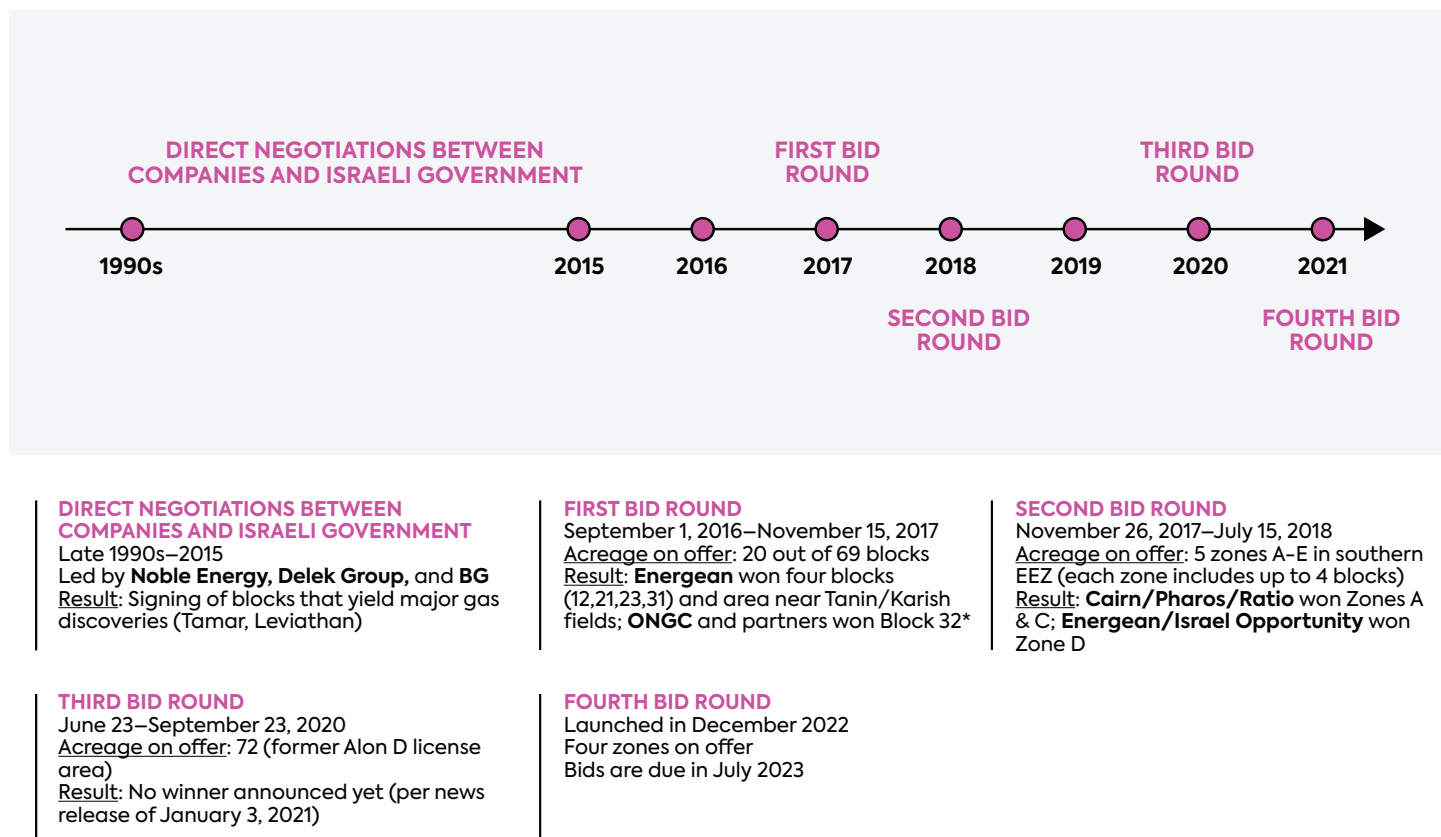 DIRECT NEGOTIATIONS BETWEEN
COMPANIES AND ISRAELI GOVERNMENT
FIRST BID
ROUND
THIRD BID
ROUND
1990s
2015
2016
2017
2018
2019
2020
2021
SECOND BID
ROUND
FOURTH BID
ROUND
DIRECT NEGOTIATIONS BETWEEN
COMPANIES AND ISRAELI GOVERNMENT
Late 1990s–2015
Led by Noble Energy, Delek Group, and BG
Result: Signing of blocks that yield major gas
discoveries (Tamar, Leviathan)
FIRST BID ROUND
September 1, 2016–November 15, 2017
Acreage on offer: 20 out of 69 blocks
Result: Energean won four blocks
(12,21,23,31) and area near Tanin/Karish
fields; ONGC and partners won Block 32*
SECOND BID ROUND
November 26, 2017–July 15, 2018
Acreage on offer: 5 zones A-E in southern
EEZ (each zone includes up to 4 blocks)
Result: Cairn/Pharos/Ratio won Zones A
& C; Energean/Israel Opportunity won
Zone D
THIRD BID ROUND
June 23–September 23, 2020
Acreage on offer: 72 (former Alon D license
area)
Result: No winner announced yet (per news
release of January 3, 2021)
FOURTH BID ROUND
Launched in December 2022
Four zones on offer
Bids are due in July 2023